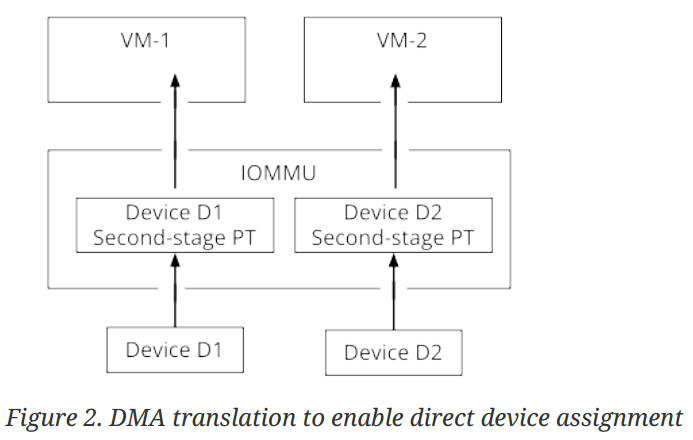 VM-1
VM-2
IOMMU
Device D1
Second-stage PT
Device D2
Second-stage PT
Device D1
Device D2
Figure 2. DMA translation to enable direct device assignment